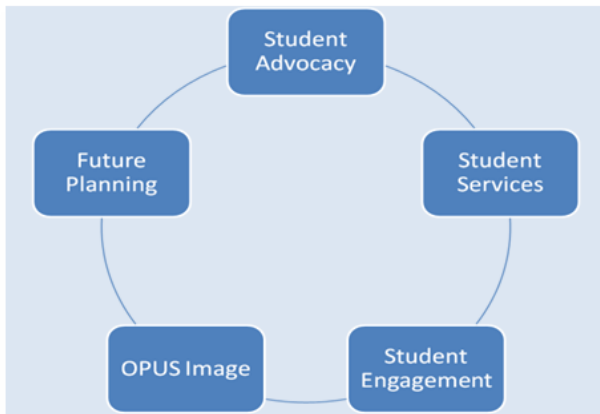 Student
Advocacy
Future
Planning
Student
Services
OPUS Image
Student
Engagement